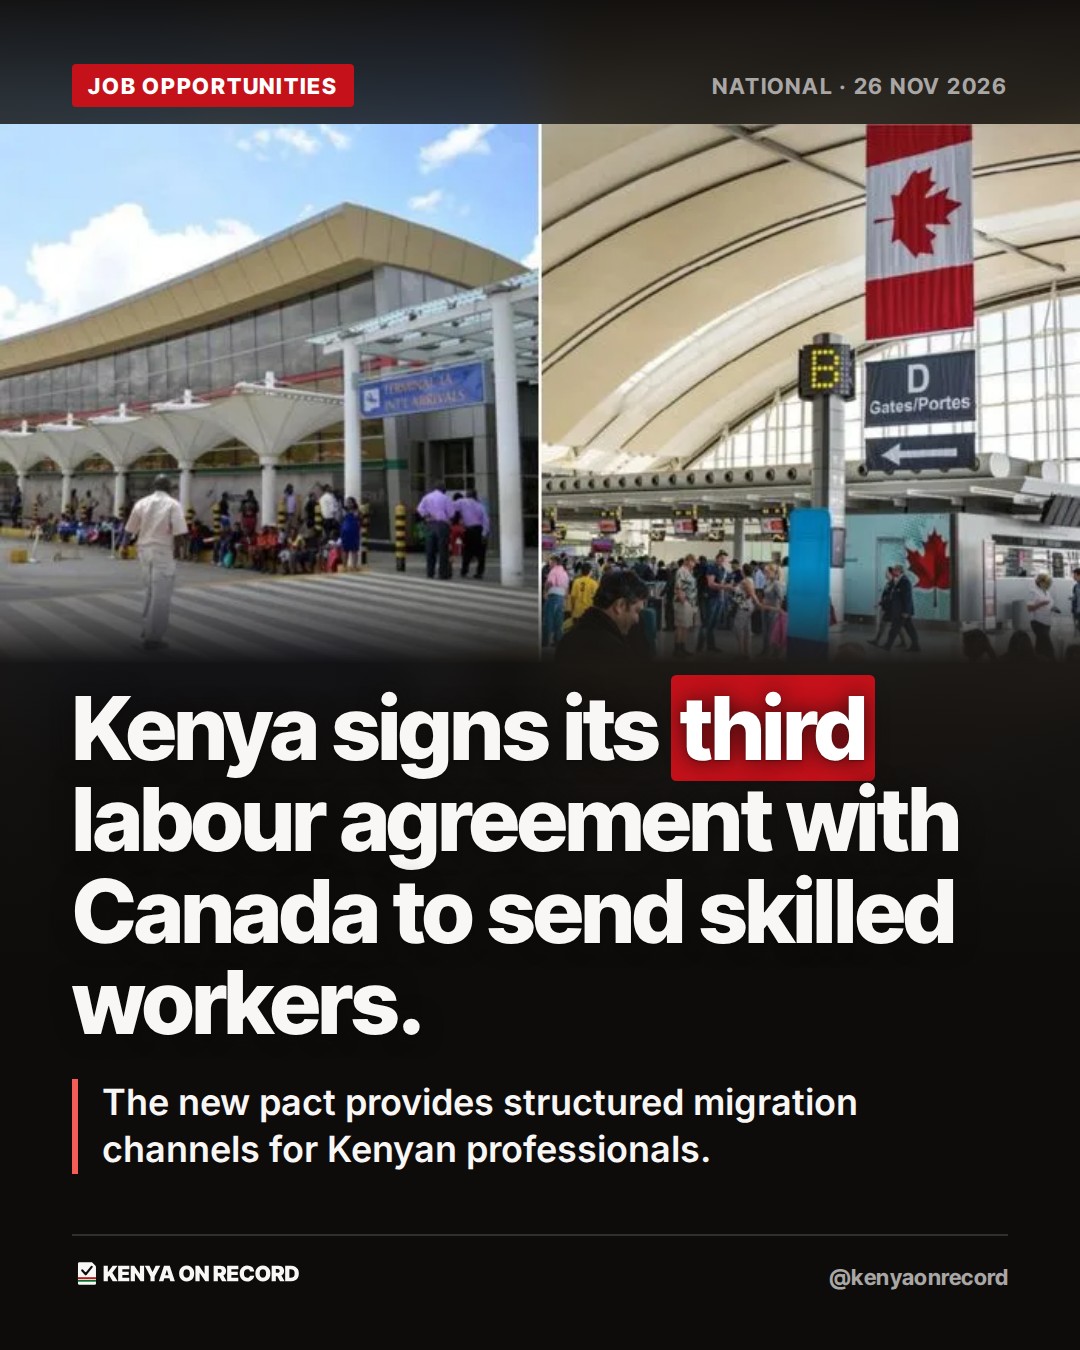 JOB OPPORTUNITIES
NATIONAL · 26 NOV 2026
TERMINAL 1A
INT'L ARRIVALS
B
D
Gates/Portes
Kenya signs its third
labour agreement with
Canada to send skilled
workers.
The new pact provides structured migration
channels for Kenyan professionals.
KENYA ON RECORD
@kenyaonrecord